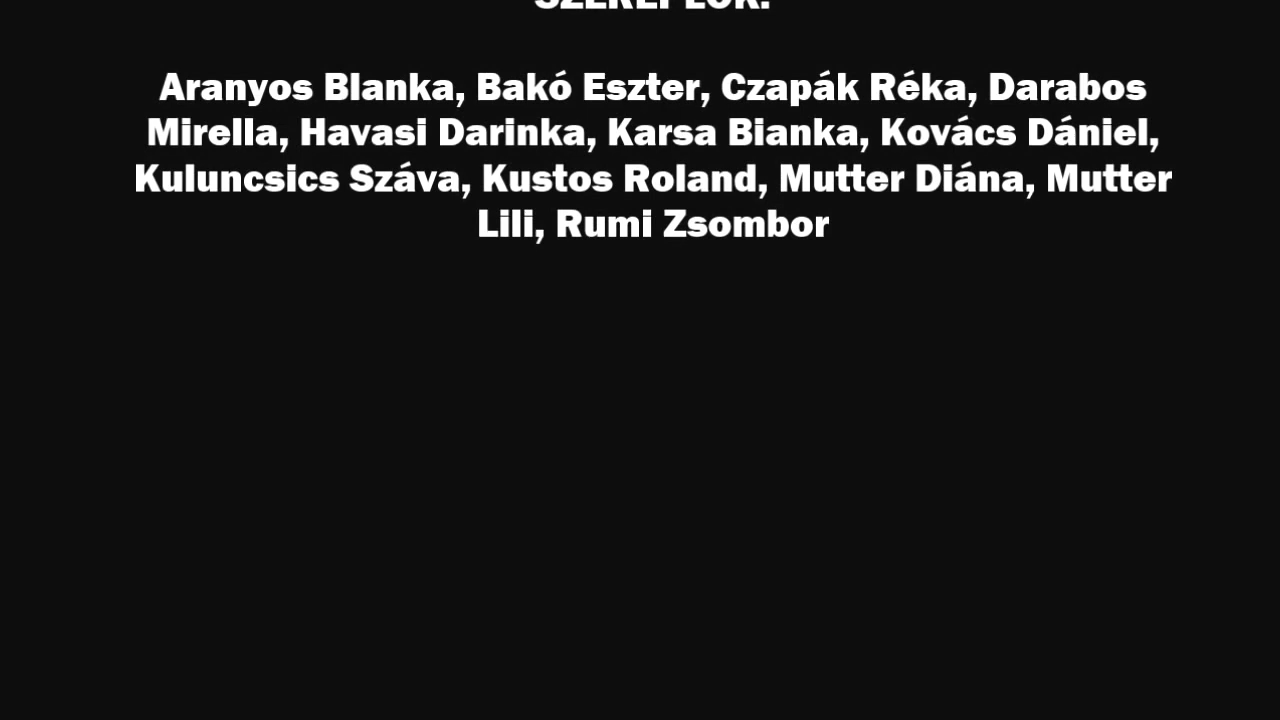 SZEREPLŐK:
Aranyos Blanka, Bakó Eszter, Czapák Réka, Darabos
Mirella, Havasi Darinka, Karsa Bianka, Kovács Dániel,
Kuluncsics Száva, Kustos Roland, Mutter Diána, Mutter
Lili, Rumi Zsombor